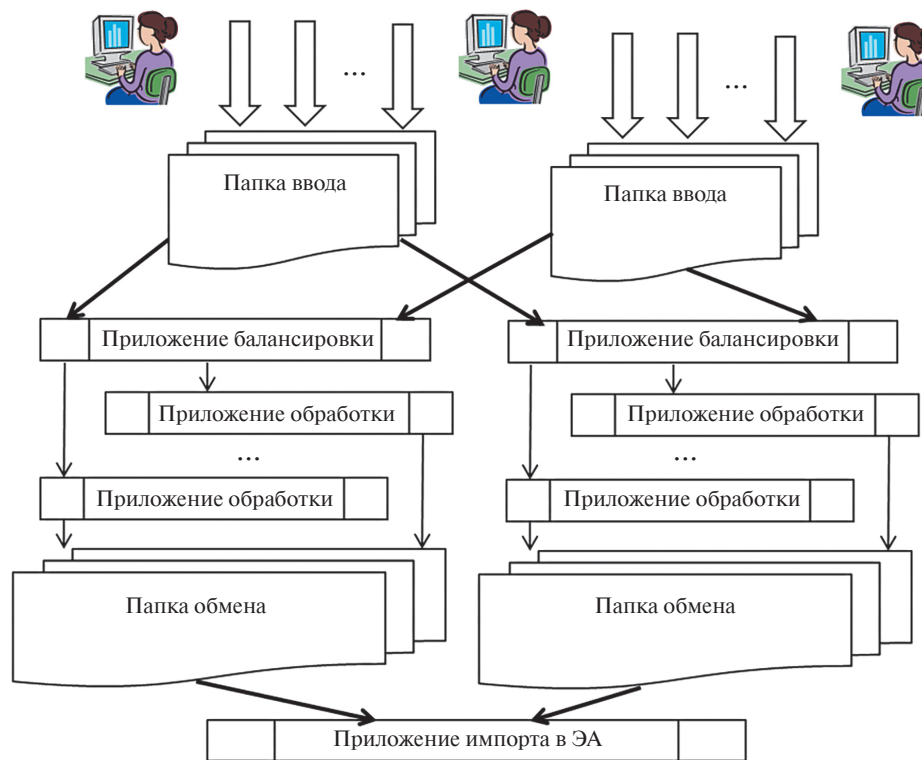 ...
...
Папка ввода
Папка ввода
Приложение балансировки
Приложение балансировки
Приложение обработки
Приложение обработки
...
...
Приложение обработки
Приложение обработки
Папка обмена
Папка обмена
Приложение импорта в ЭА